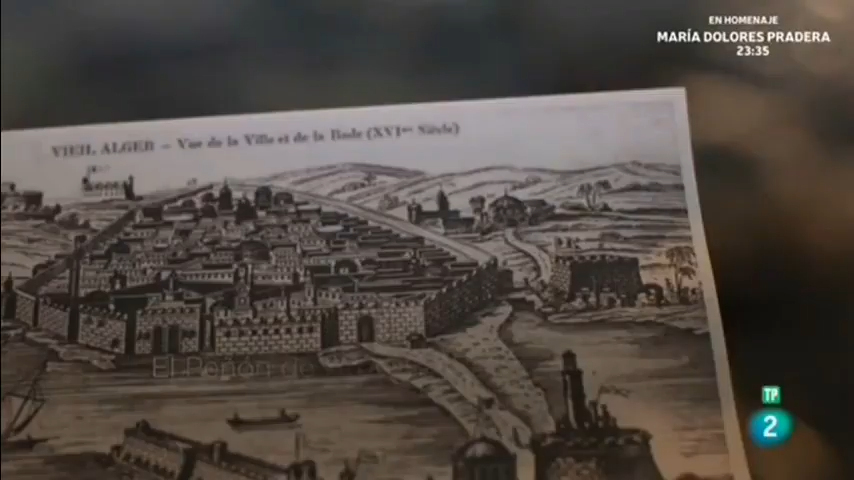 EN HOMENAJE
MARÍA DOLORES PRADERA
23:35
VIEIL ALGER - Vue de la Ville et de la Rade (XVIme Siècle)
El Peñón de
TP
2